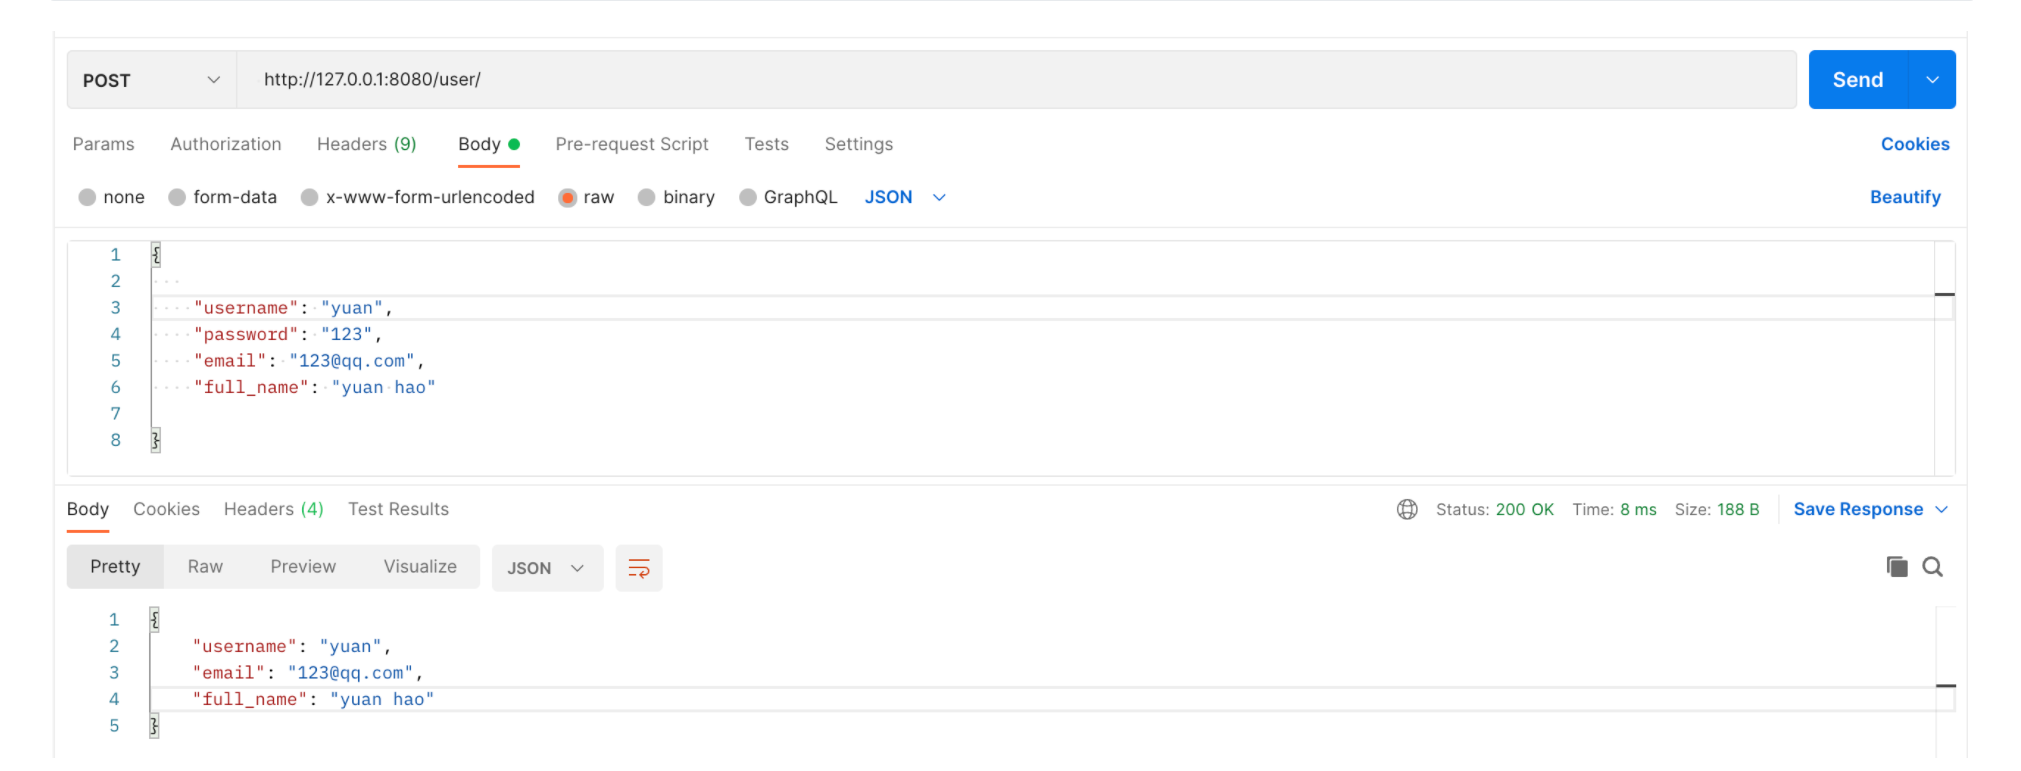 POST http://127.0.0.1:8080/user/ Send
Params Authorization Headers (9) Body Pre-request Script Tests Settings Cookies
none form-data x-www-form-urlencoded raw binary GraphQL JSON Beautify
1 {
2
3 "username": "yuan",
4 "password": "123",
5 "email": "123@qq.com",
6 "full_name": "yuan hao"
7
8 }
Body Cookies Headers (4) Test Results Status: 200 OK Time: 8 ms Size: 188 B Save Response
Pretty Raw Preview Visualize JSON
1 {
2 "username": "yuan",
3 "email": "123@qq.com",
4 "full_name": "yuan hao"
5 }